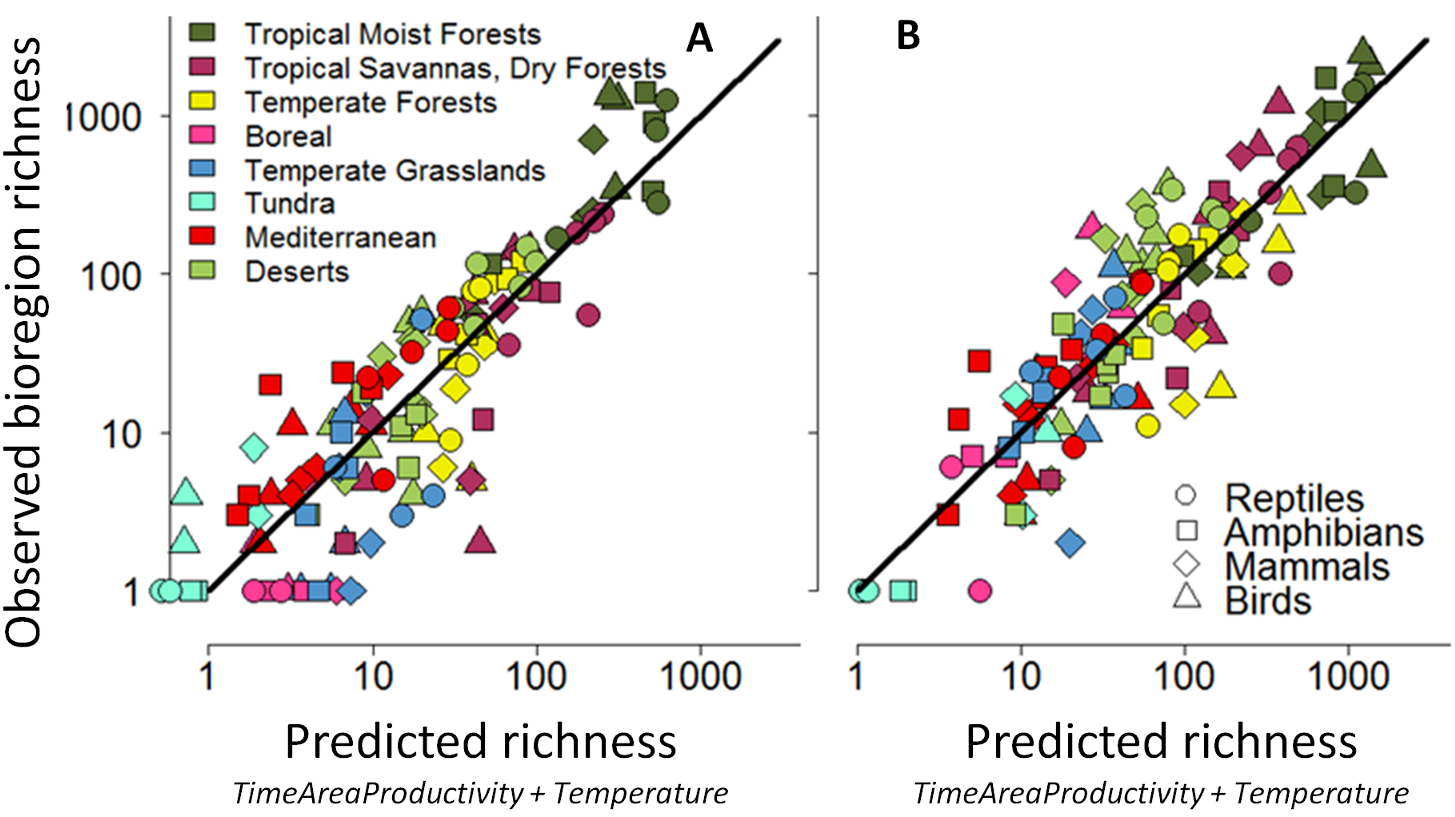 A
B
Tropical Moist Forests
Tropical Savannas, Dry Forests
Temperate Forests
Boreal
Temperate Grasslands
Tundra
Mediterranean
Deserts
Observed bioregion richness
1000
100
10
1
Reptiles
Amphibians
Mammals
Birds
1 10 100 1000
1 10 100 1000
Predicted richness
TimeAreaProductivity + Temperature
Predicted richness
TimeAreaProductivity + Temperature